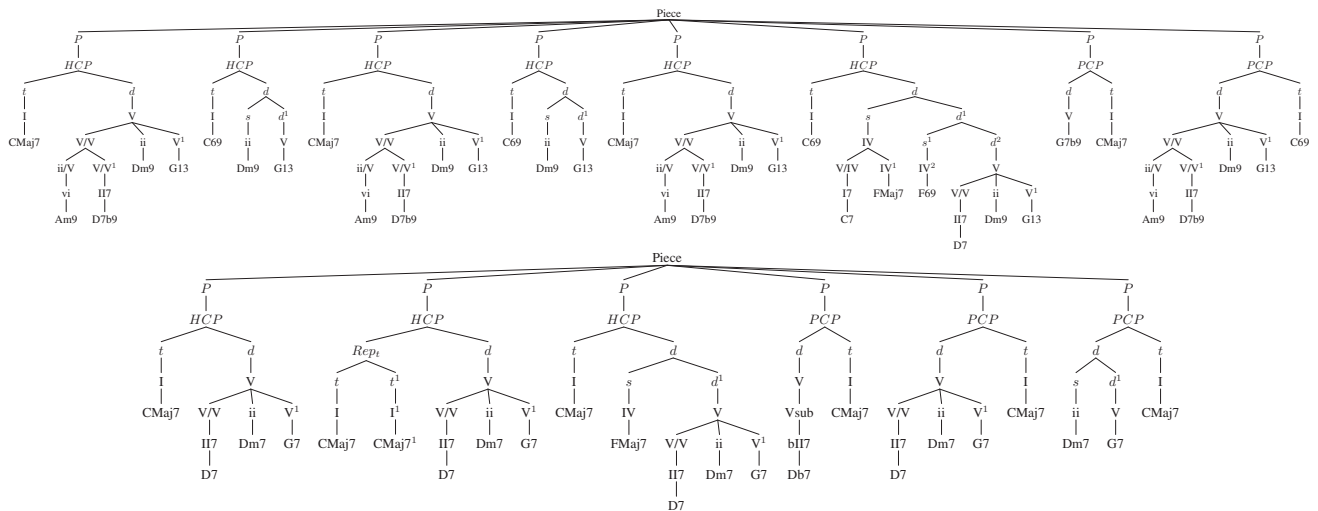 Piece
P P P P P P P P
HCP HCP HCP HCP HCP HCP PCP PCP
t d t d t d t d t d t d d t d t
I V I s d¹ I V I s d¹ I V I s d¹ V I V I
CMaj7 V/V ii V¹ C69 ii V CMaj7 V/V ii V¹ C69 ii V CMaj7 V/V ii V¹ C69 IV s¹ d² G7b9 CMaj7 V/V ii V¹ C69
ii/V V/V¹ Dm9 G13 Dm9 G13 ii/V V/V¹ Dm9 G13 Dm9 G13 ii/V V/V¹ Dm9 G13 V/IV IV¹ IV² V ii/V V/V¹ Dm9 G13
vi II7 vi II7 vi II7 I7 FMaj7 F69 V/V ii V¹ vi II7
Am9 D7b9 Am9 D7b9 Am9 D7b9 C7 II7 Dm9 G13 Am9 D7b9
D7
Piece
P P P P P P
HCP HCP HCP PCP PCP PCP
t d Rep_t d t d d t d t d t
I V t t¹ V I s d¹ V I V I s d¹ I
CMaj7 V/V ii V¹ I I¹ V/V ii V¹ CMaj7 IV V Vsub CMaj7 V/V ii V¹ CMaj7 ii V CMaj7
II7 Dm7 G7 CMaj7 CMaj7¹ II7 Dm7 G7 FMaj7 V/V ii V¹ bII7 II7 Dm7 G7 Dm7 G7
D7 D7 II7 Dm7 G7 Db7 D7
D7